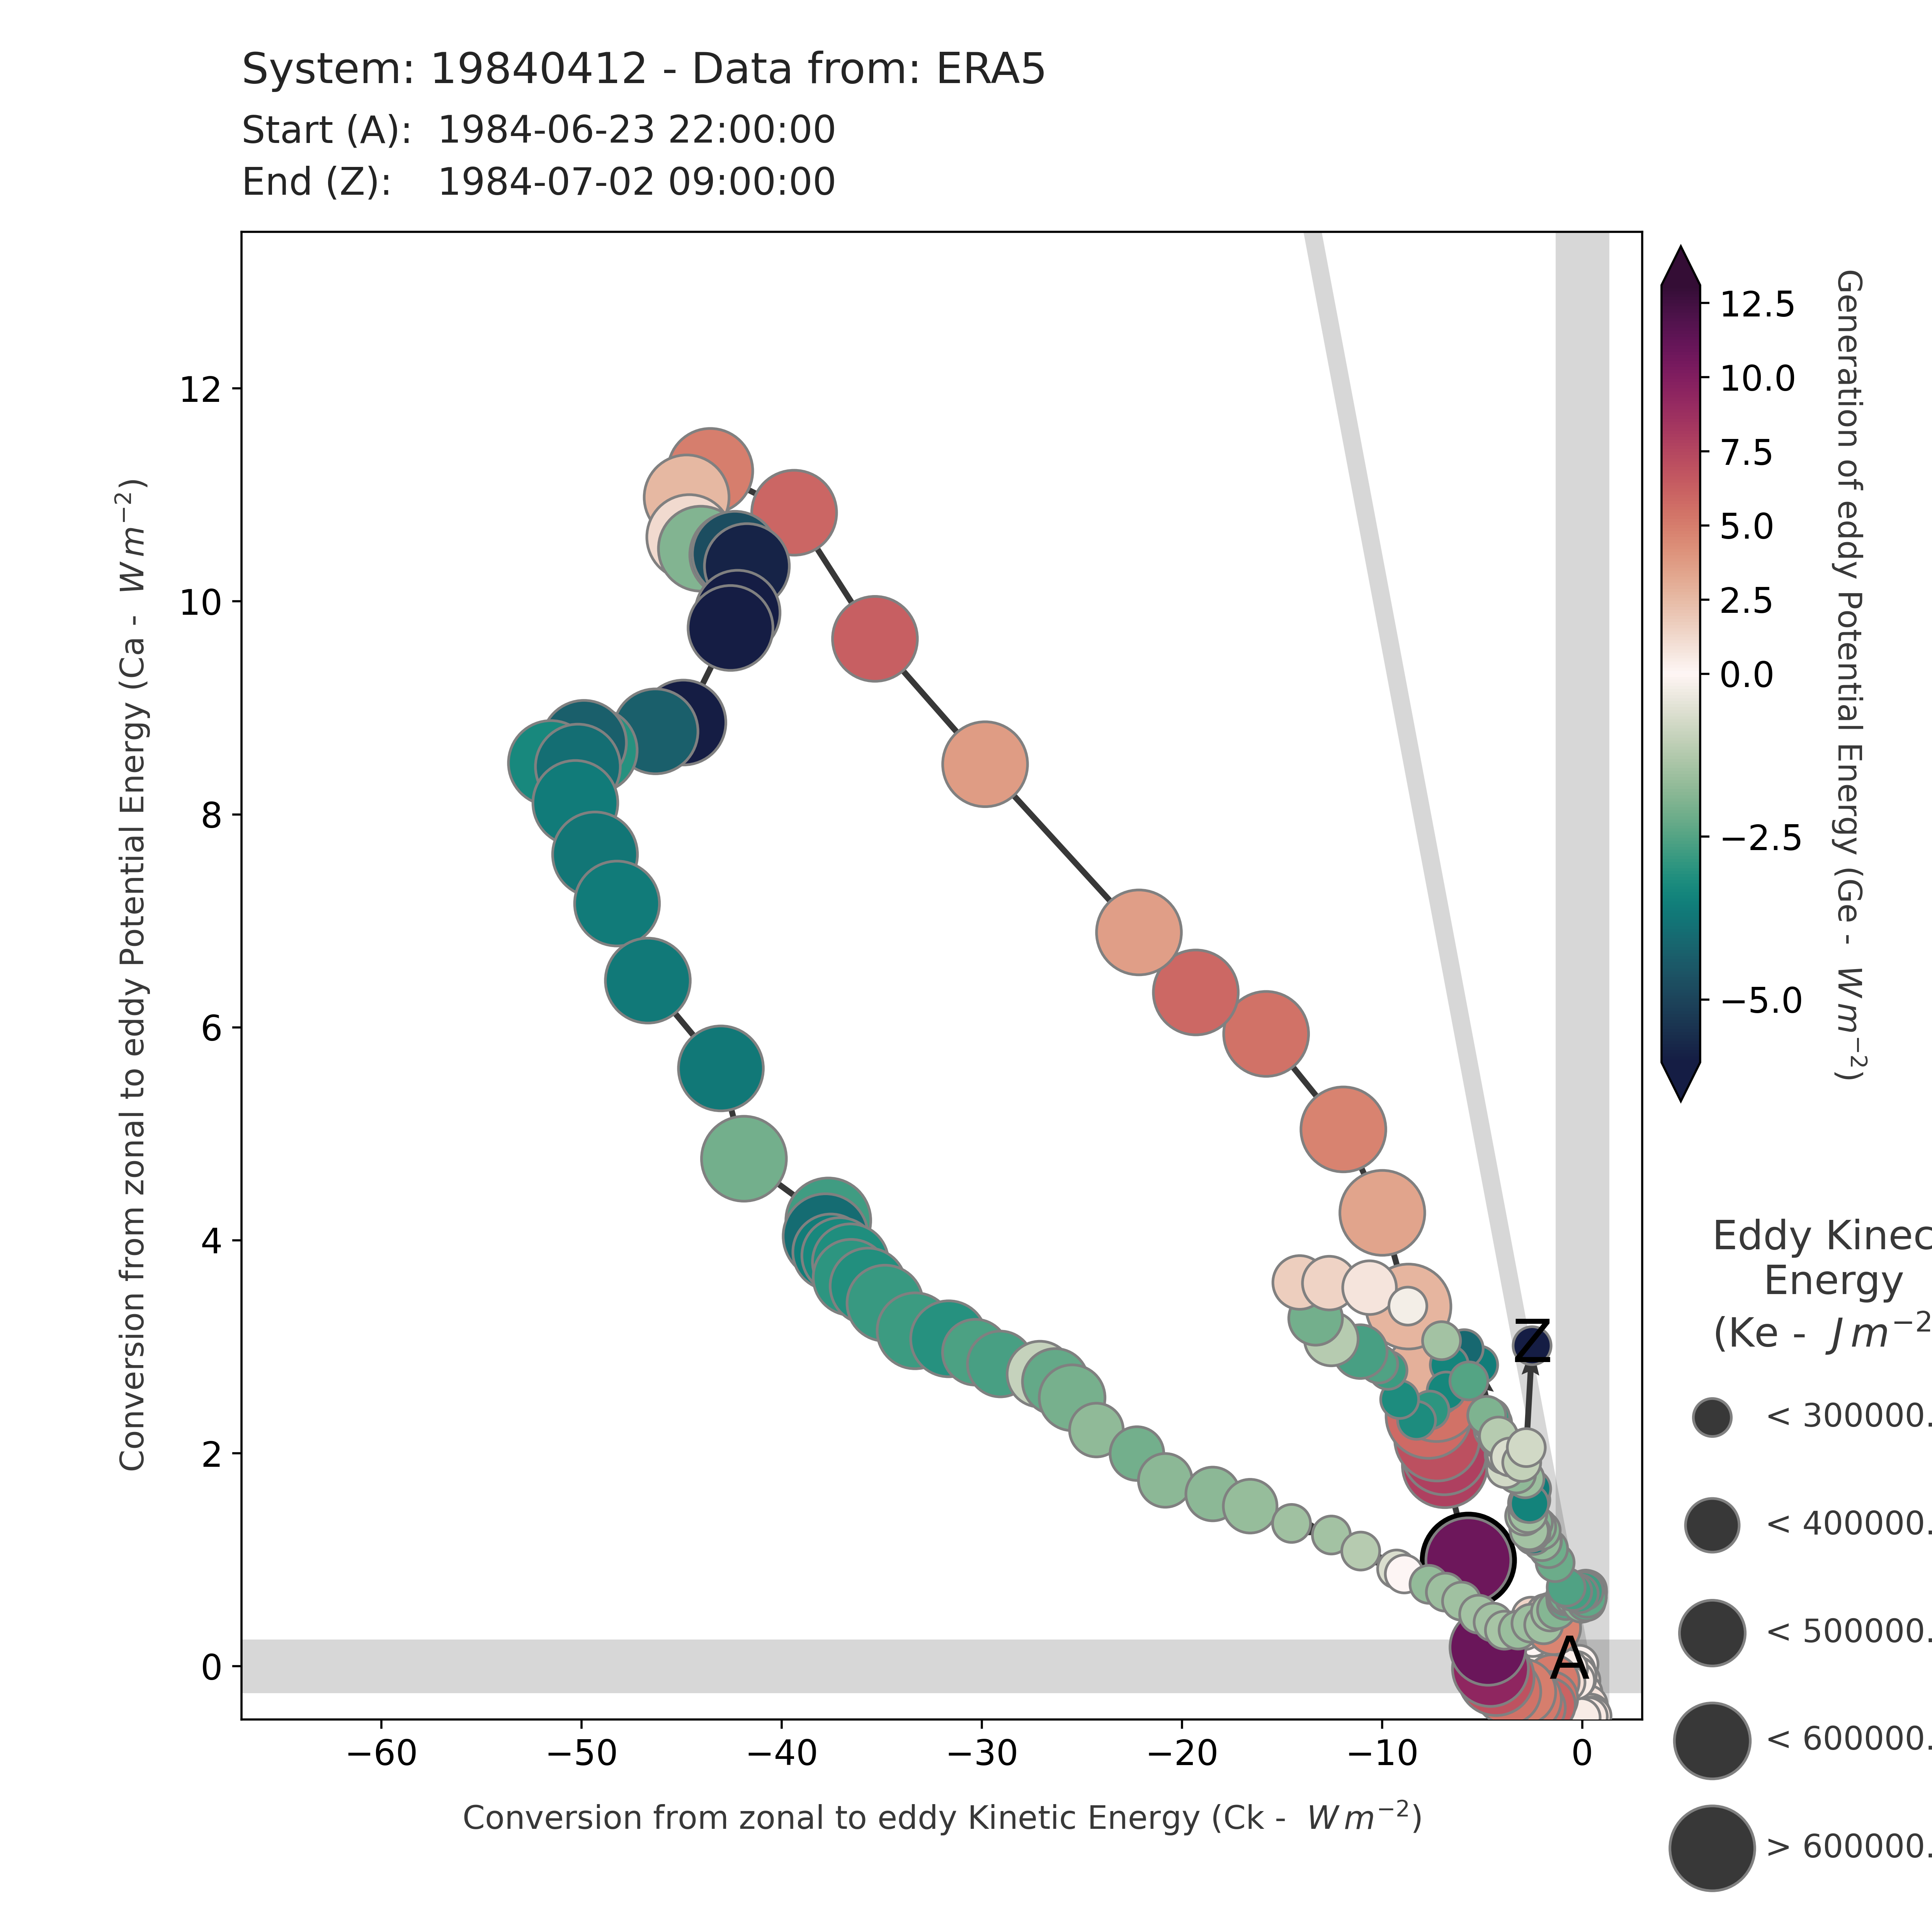 System: 19840412 - Data from: ERA5
Start (A): 1984-06-23 22:00:00
End (Z): 1984-07-02 09:00:00
Conversion from zonal to eddy Potential Energy (Ca - W m⁻²)
12
10
8
6
4
2
0
−60
−50
−40
−30
−20
−10
0
Conversion from zonal to eddy Kinetic Energy (Ck - W m⁻²)
Z
A
12.5
10.0
7.5
5.0
2.5
0.0
−2.5
−5.0
Generation of eddy Potential Energy (Ge - W m⁻²)
Eddy Kinec
Energy
(Ke - J m⁻²
< 300000.
< 400000.
< 500000.
< 600000.
> 600000.